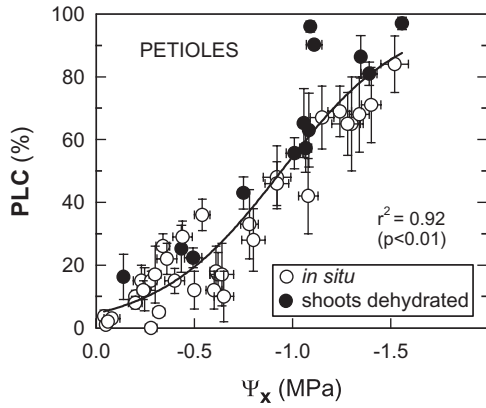 PETIOLES
PLC (%)
100
80
60
40
20
0
r² = 0.92
(p<0.01)
in situ
shoots dehydrated
0.0 -0.5 -1.0 -1.5
Ψx (MPa)